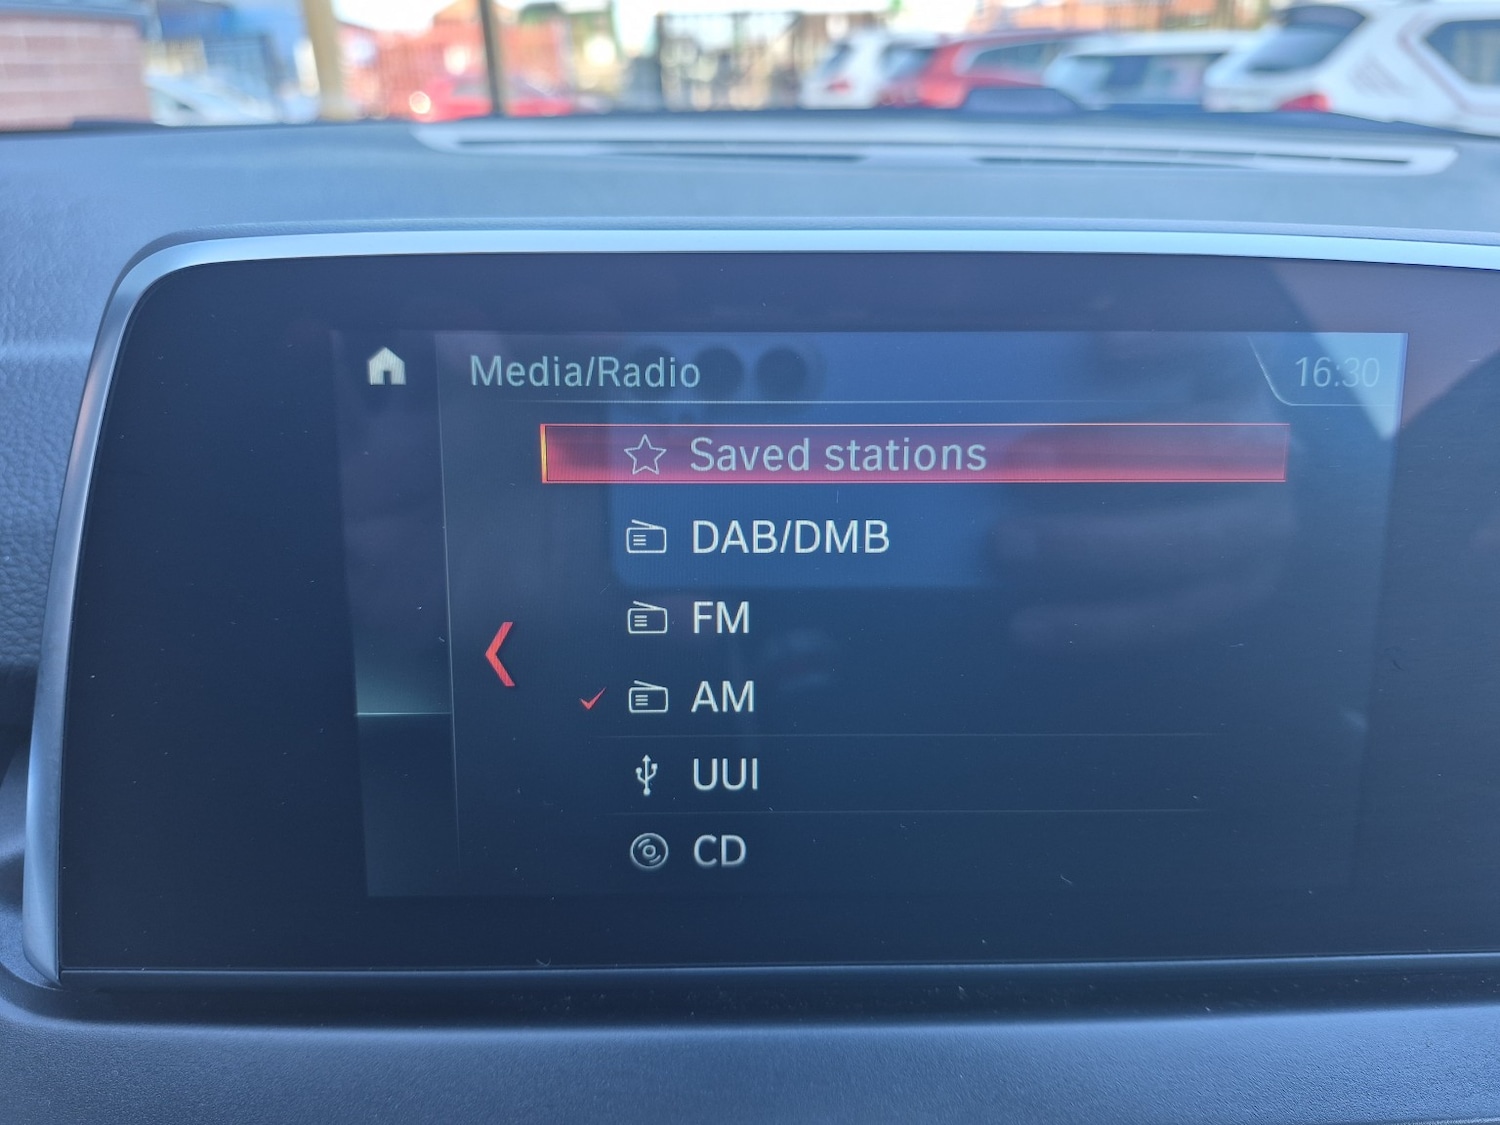 Media/Radio
16:30
Saved stations
DAB/DMB
FM
AM
UUI
CD